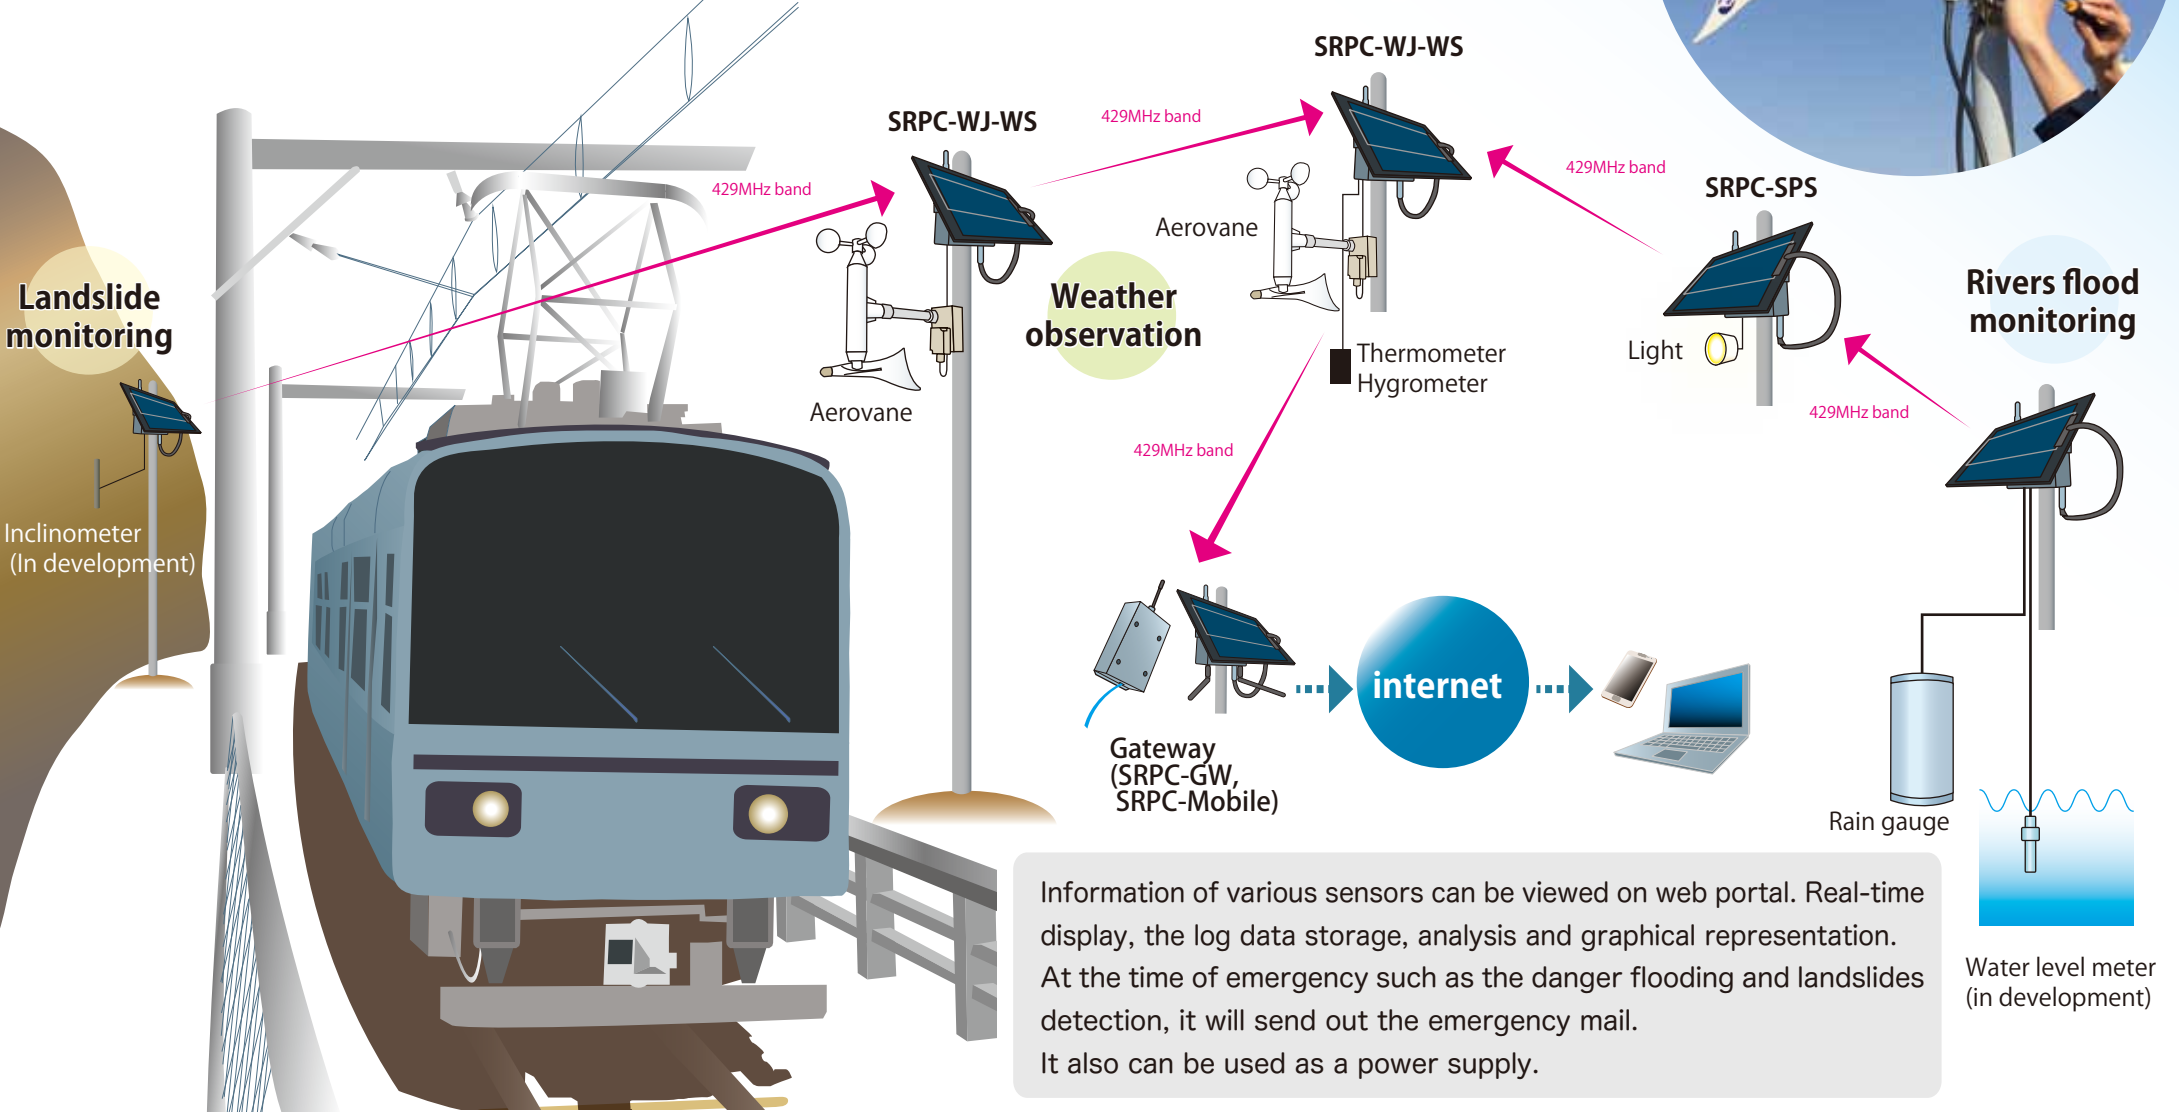 SRPC-WJ-WS
SRPC-WJ-WS
429MHz band
429MHz band
429MHz band
SRPC-SPS
Aerovane
Landslide
monitoring
Weather
observation
Rivers flood
monitoring
Light
Thermometer
Hygrometer
Aerovane
429MHz band
429MHz band
Inclinometer
(In development)
internet
Gateway
(SRPC-GW,
SRPC-Mobile)
Rain gauge
Information of various sensors can be viewed on web portal. Real-time
display, the log data storage, analysis and graphical representation.
At the time of emergency such as the danger flooding and landslides
detection, it will send out the emergency mail.
It also can be used as a power supply.
Water level meter
(in development)